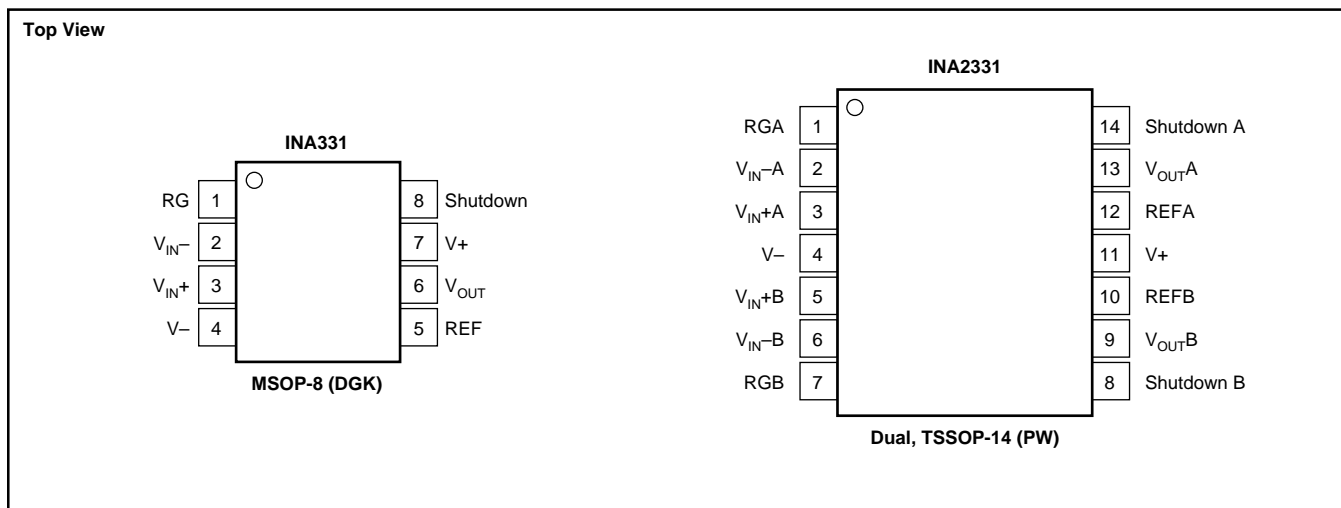 Top View
INA331
RG 1
V_IN– 2
V_IN+ 3
V– 4
8 Shutdown
7 V+
6 V_OUT
5 REF
MSOP-8 (DGK)
INA2331
RGA 1
V_IN–A 2
V_IN+A 3
V– 4
V_IN+B 5
V_IN–B 6
RGB 7
14 Shutdown A
13 V_OUTA
12 REFA
11 V+
10 REFB
9 V_OUTB
8 Shutdown B
Dual, TSSOP-14 (PW)